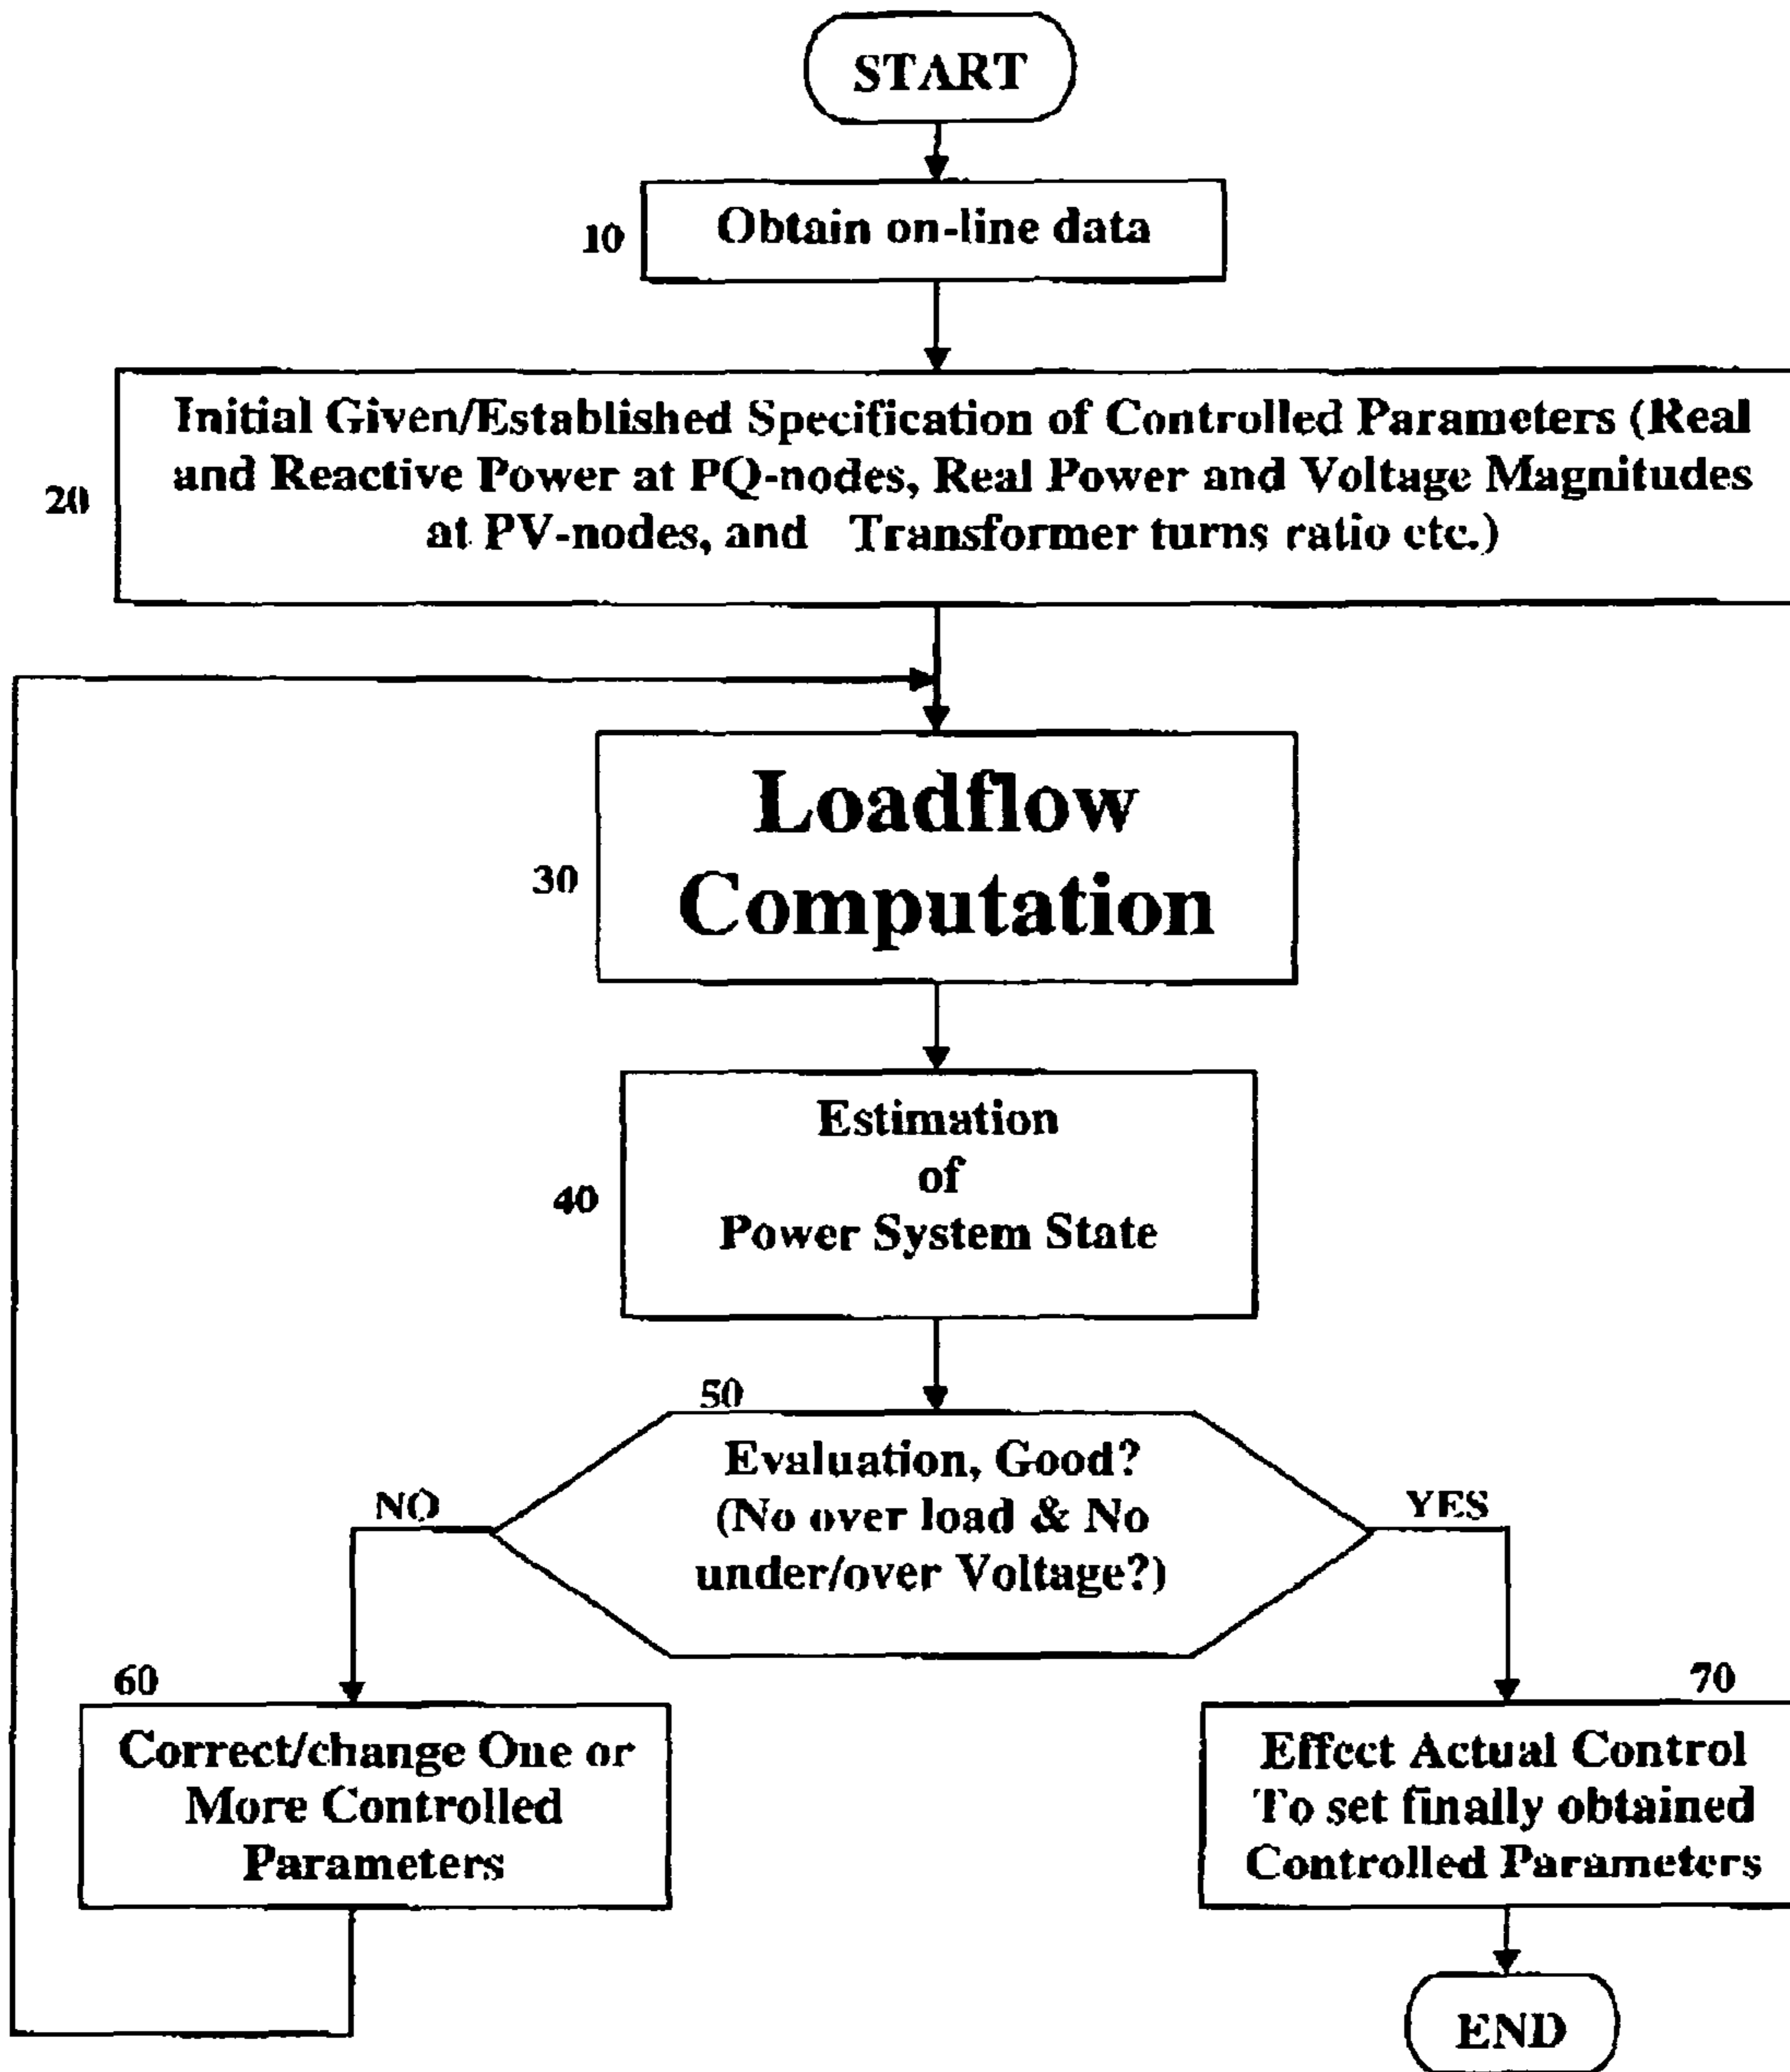 START
10
Obtain on-line data
20
Initial Given/Established Specification of Controlled Parameters (Real
and Reactive Power at PQ-nodes, Real Power and Voltage Magnitudes
at PV-nodes, and Transformer turns ratio etc.)
30
Loadflow
Computation
40
Estimation
of
Power System State
50
Evaluation, Good?
(No over load & No
under/over Voltage?)
NO
YES
60
Correct/change One or
More Controlled
Parameters
70
Effect Actual Control
To set finally obtained
Controlled Parameters
END